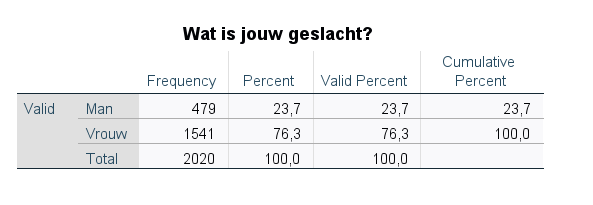 Wat is jouw geslacht?
Frequency Percent Valid Percent Cumulative Percent
Valid Man 479 23,7 23,7 23,7
Vrouw 1541 76,3 76,3 100,0
Total 2020 100,0 100,0